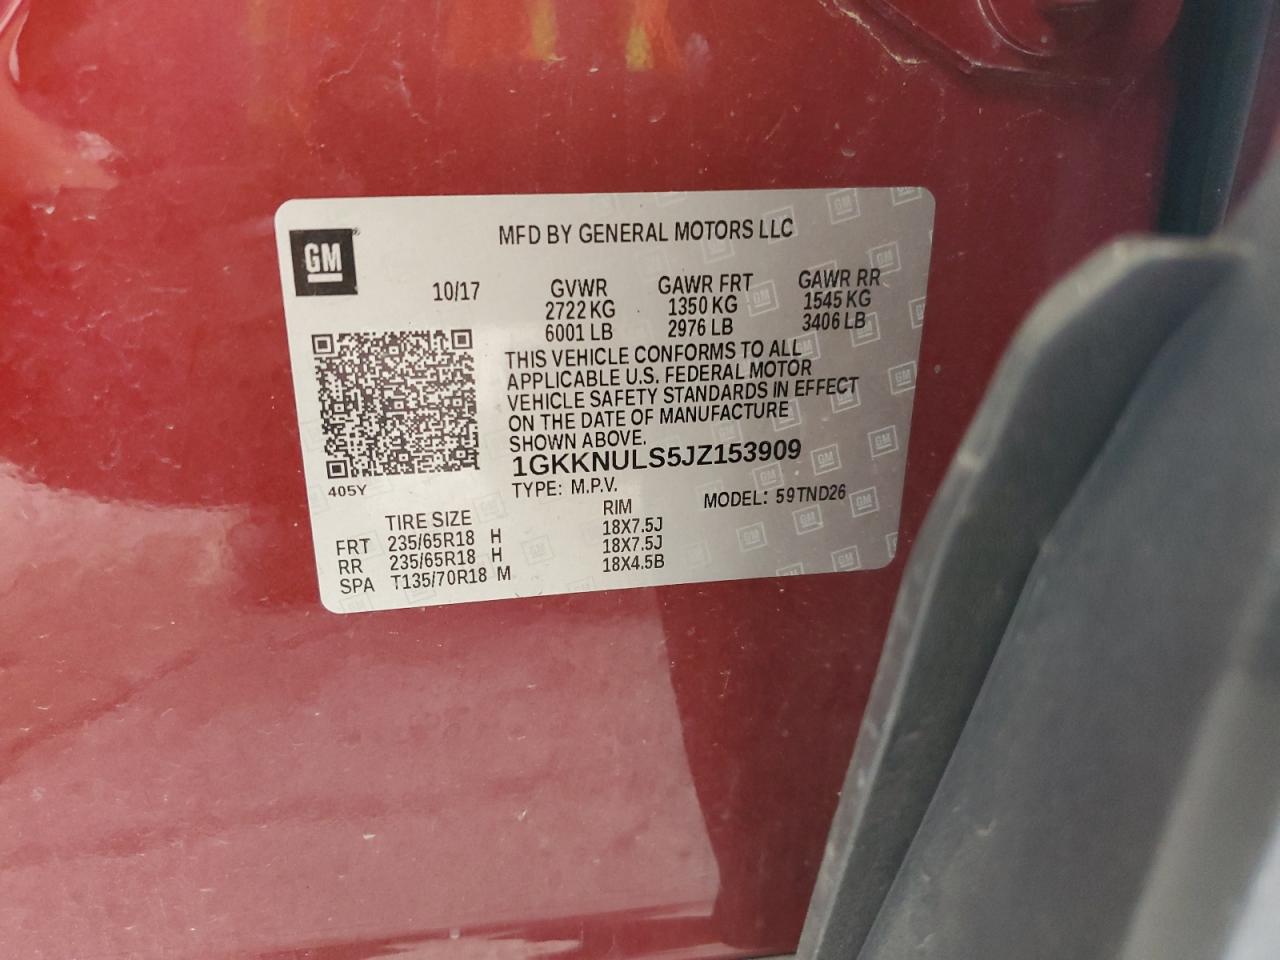 GM
MFD BY GENERAL MOTORS LLC
10/17
GVWR GAWR FRT GAWR RR
2722 KG 1350 KG 1545 KG
6001 LB 2976 LB 3406 LB
THIS VEHICLE CONFORMS TO ALL
APPLICABLE U.S. FEDERAL MOTOR
VEHICLE SAFETY STANDARDS IN EFFECT
ON THE DATE OF MANUFACTURE
SHOWN ABOVE.
1GKKNULS5JZ153909
405Y
TYPE: M.P.V. MODEL: 59TND26
TIRE SIZE RIM
FRT 235/65R18 H 18X7.5J
RR 235/65R18 H 18X7.5J
SPA T135/70R18 M 18X4.5B